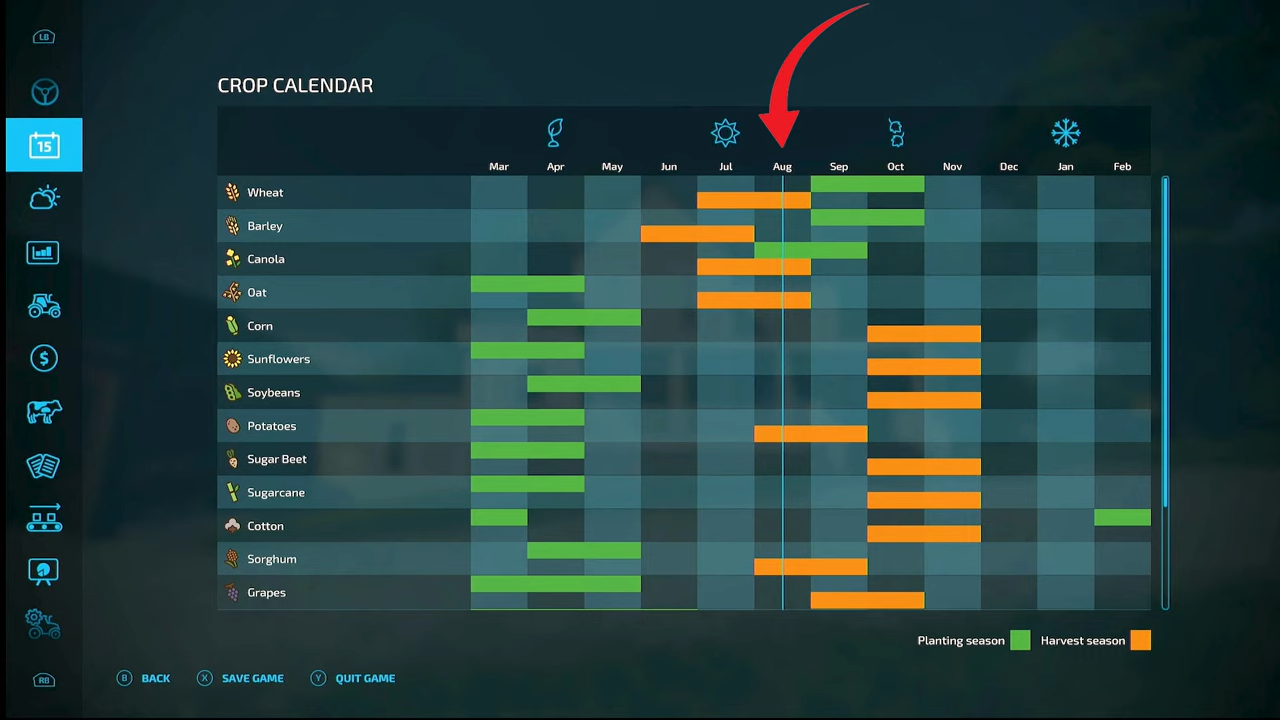 LB
CROP CALENDAR
15
Mar Apr May Jun Jul Aug Sep Oct Nov Dec Jan Feb
Wheat
Barley
Canola
Oat
Corn
Sunflowers
Soybeans
Potatoes
Sugar Beet
Sugarcane
Cotton
Sorghum
Grapes
$
Planting season Harvest season
RB
B BACK X SAVE GAME Y QUIT GAME